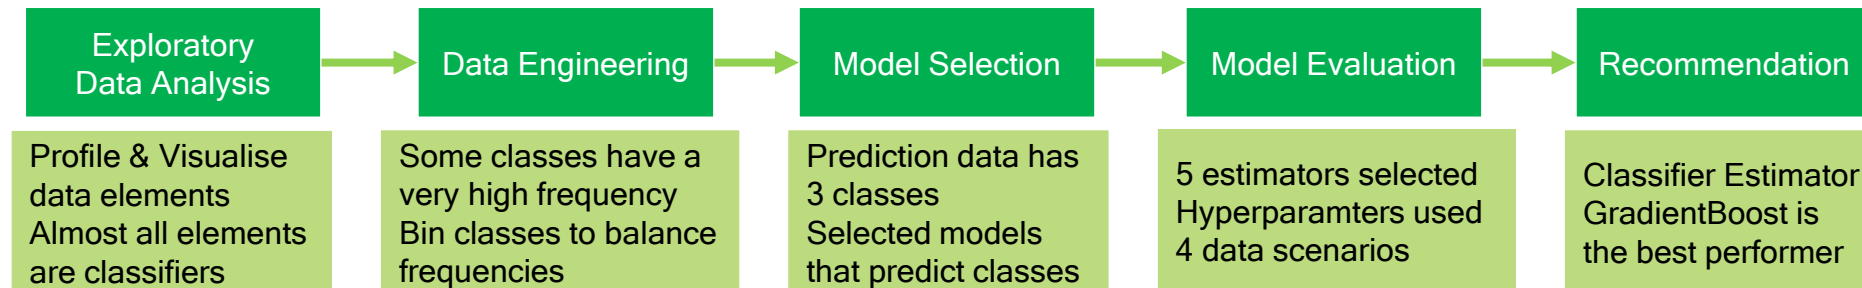 Exploratory
Data Analysis
Data Engineering
Model Selection
Model Evaluation
Recommendation
Profile & Visualise
data elements
Almost all elements
are classifiers
Some classes have a
very high frequency
Bin classes to balance
frequencies
Prediction data has
3 classes
Selected models
that predict classes
5 estimators selected
Hyperparamters used
4 data scenarios
Classifier Estimator
GradientBoost is
the best performer